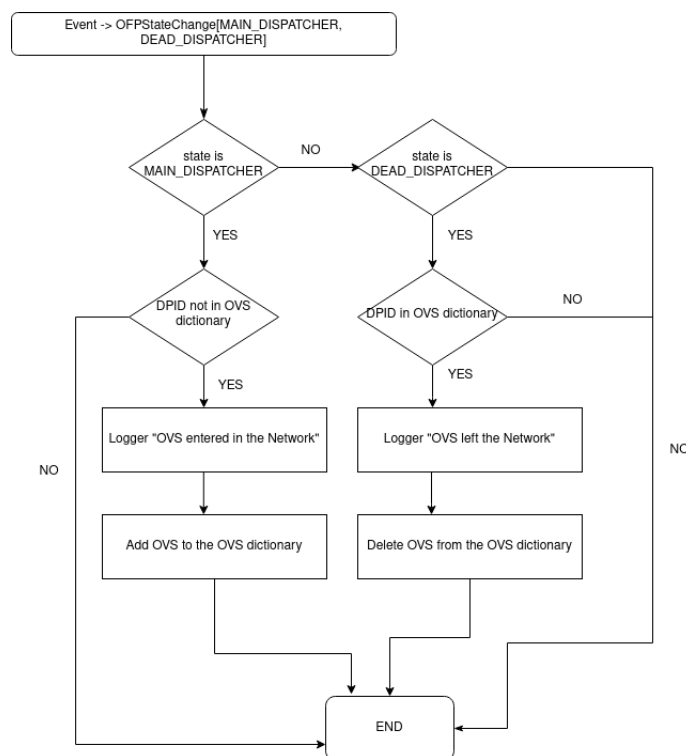 Event -> OFPStateChange[MAIN_DISPATCHER,
DEAD_DISPATCHER]
state is
MAIN_DISPATCHER
NO
state is
DEAD_DISPATCHER
YES
YES
DPID not in OVS
dictionary
DPID in OVS dictionary
NO
YES
YES
Logger "OVS entered in the Network"
Logger "OVS left the Network"
NO
NO
Add OVS to the OVS dictionary
Delete OVS from the OVS dictionary
END